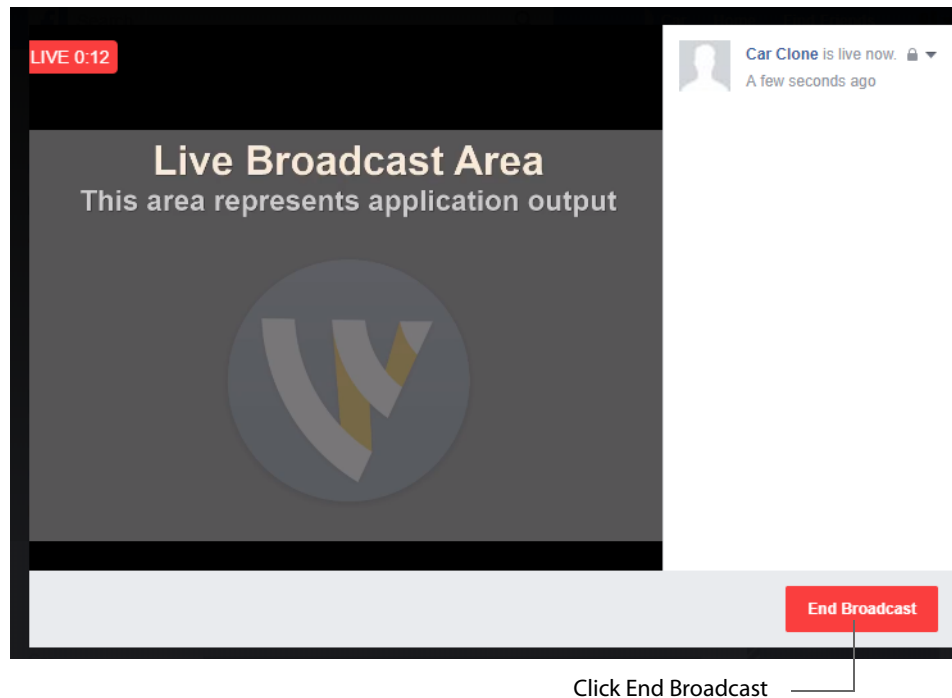 LIVE 0:12
Car Clone is live now.
A few seconds ago
Live Broadcast Area
This area represents application output
End Broadcast
Click End Broadcast